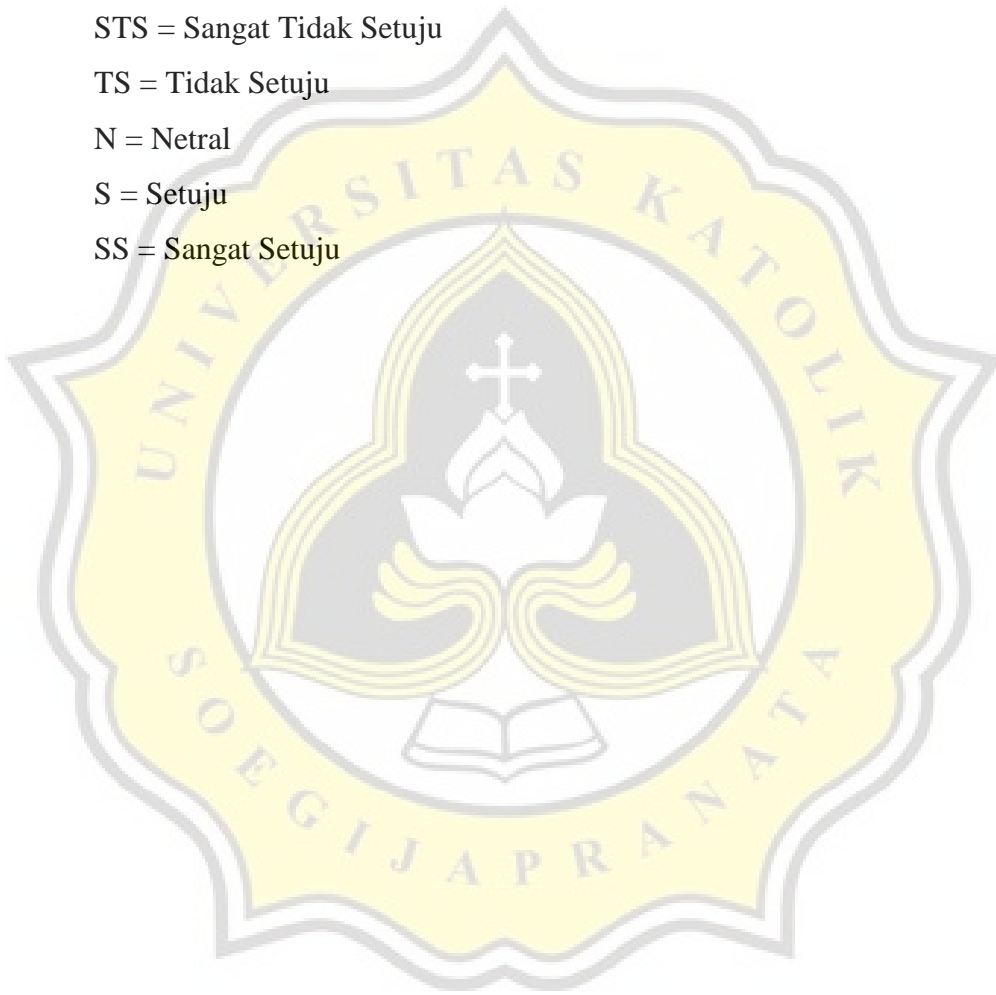 STS = Sangat Tidak Setuju
TS = Tidak Setuju
N = Netral
S = Setuju
SS = Sangat Setuju
UNIVERSITAS KATOLIK
SOEGIJAPRANATA